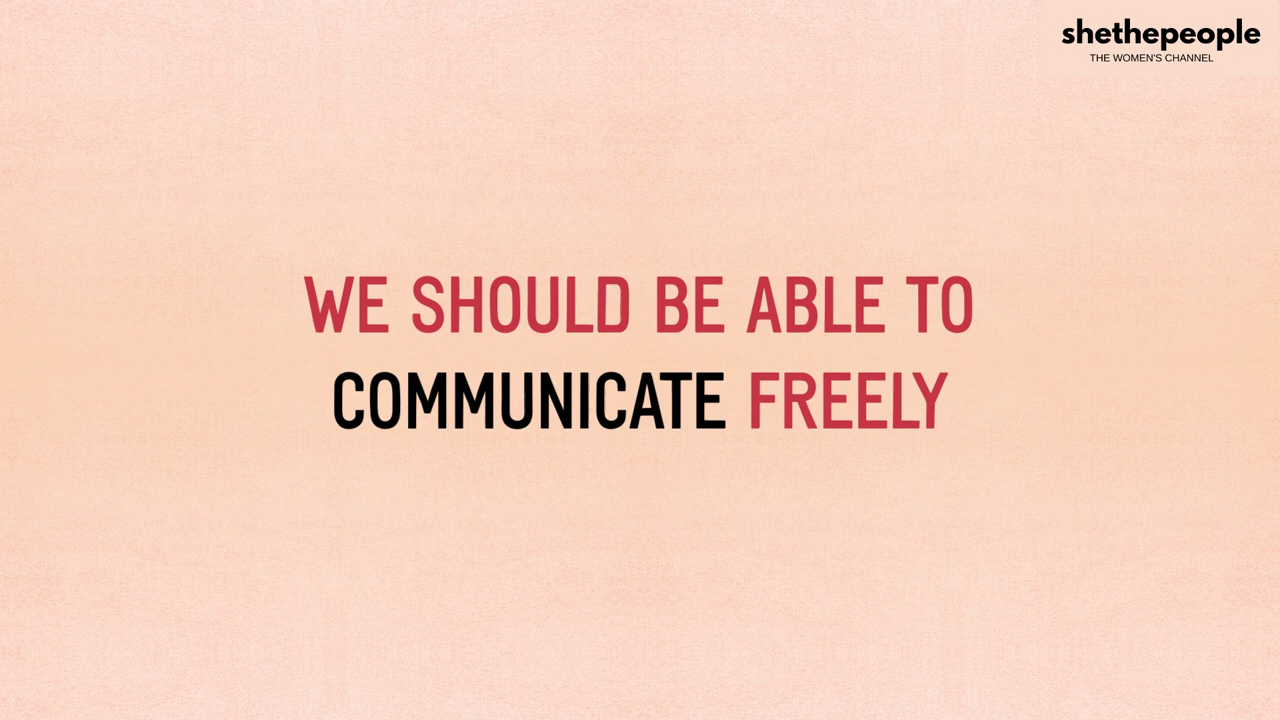 shethepeople
THE WOMEN'S CHANNEL
WE SHOULD BE ABLE TO
COMMUNICATE FREELY